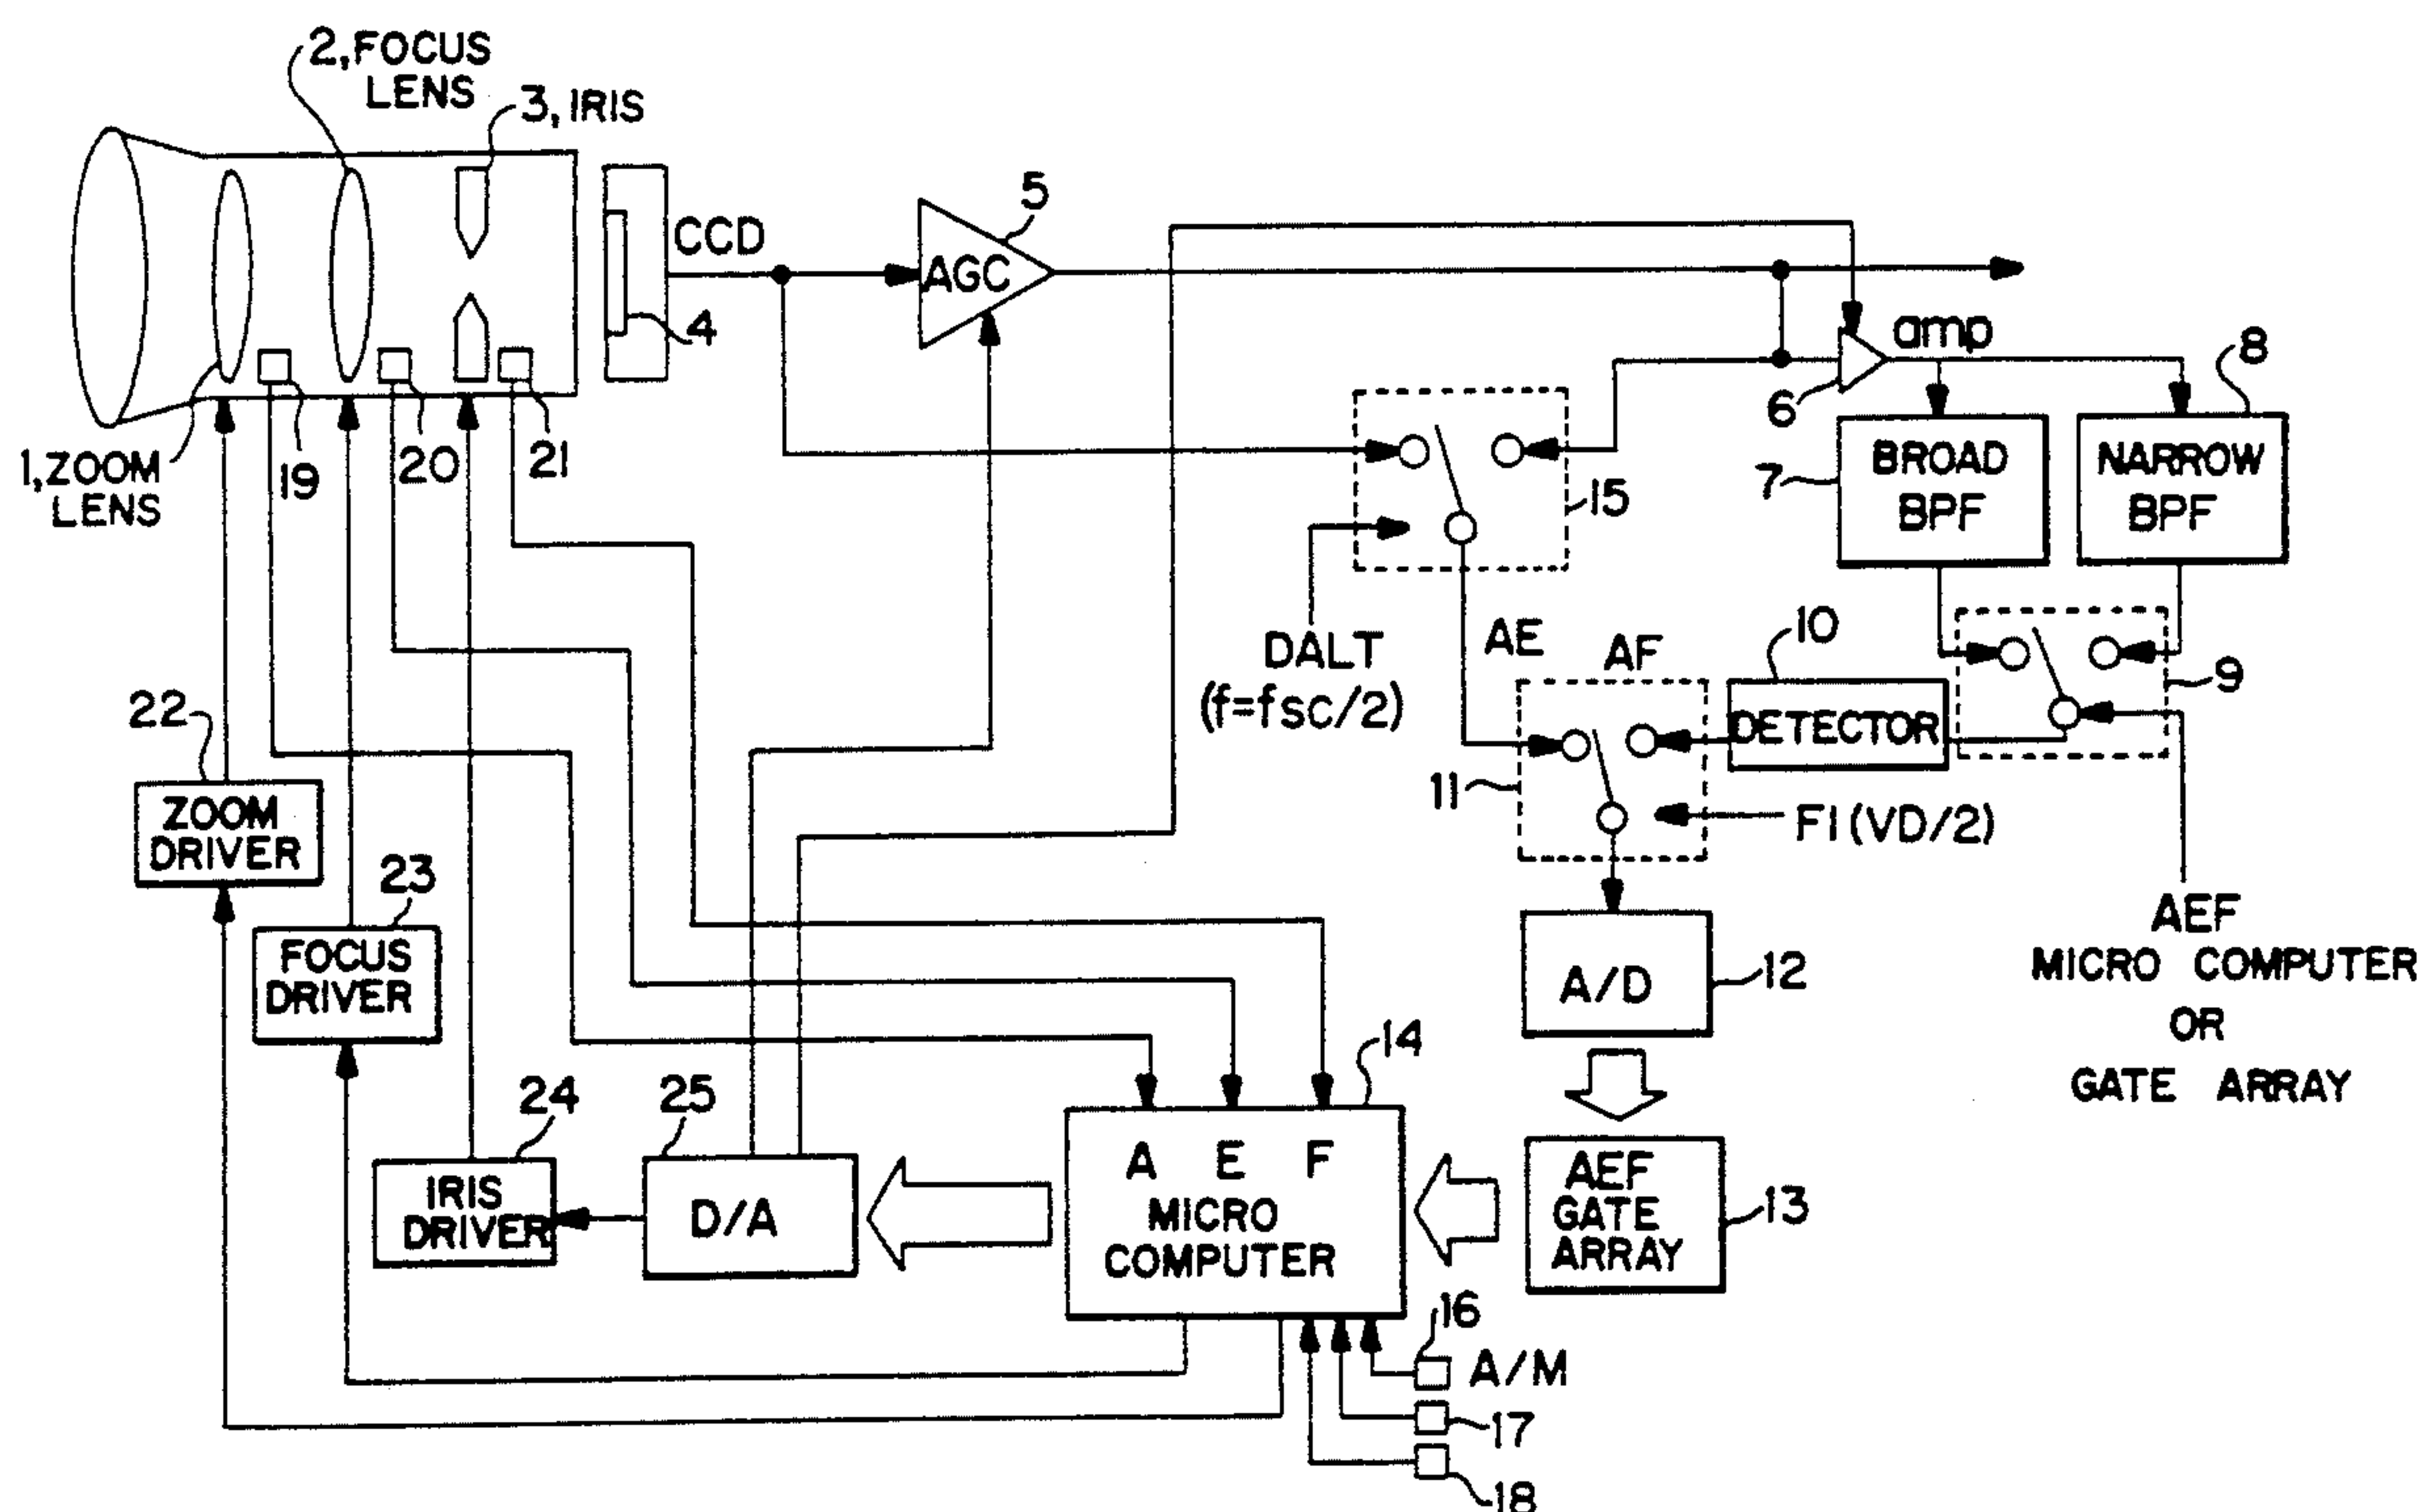 2, FOCUS
LENS
3, IRIS
CCD
4
5
AGC
amp
6
8
1, ZOOM
LENS
19
20
21
15
7
BROAD
BPF
NARROW
BPF
DALT
(f=fsc/2)
AE
AF
10
DETECTOR
9
22
ZOOM
DRIVER
11
FI (VD/2)
23
FOCUS
DRIVER
A/D
12
AEF
MICRO COMPUTER
OR
GATE ARRAY
24
IRIS
DRIVER
25
D/A
14
A E F
MICRO
COMPUTER
AEF
GATE
ARRAY
13
16
A/M
17
18